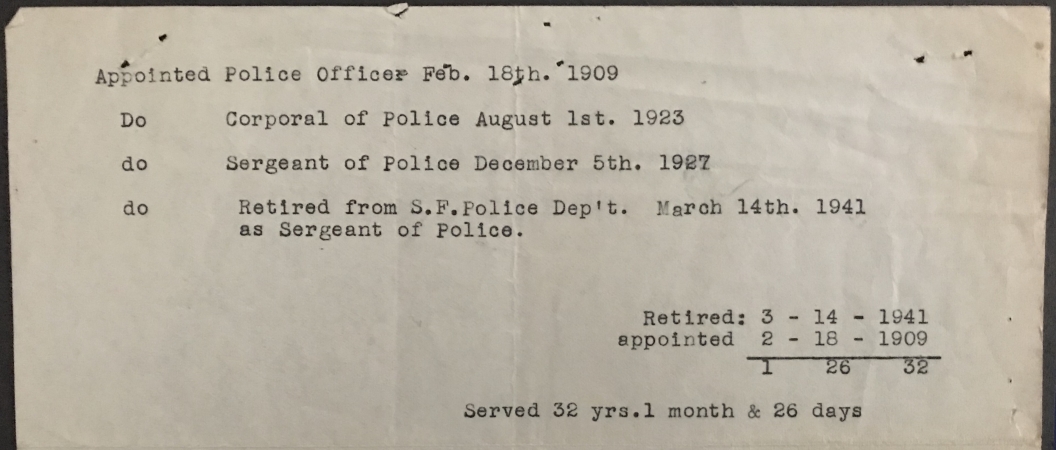 Appointed Police Officer Feb. 18th. 1909
Do Corporal of Police August 1st. 1923
do Sergeant of Police December 5th. 1927
do Retired from S.F.Police Dep't. March 14th. 1941
as Sergeant of Police.
Retired: 3 - 14 - 1941
appointed 2 - 18 - 1909
1 26 32
Served 32 yrs.1 month & 26 days